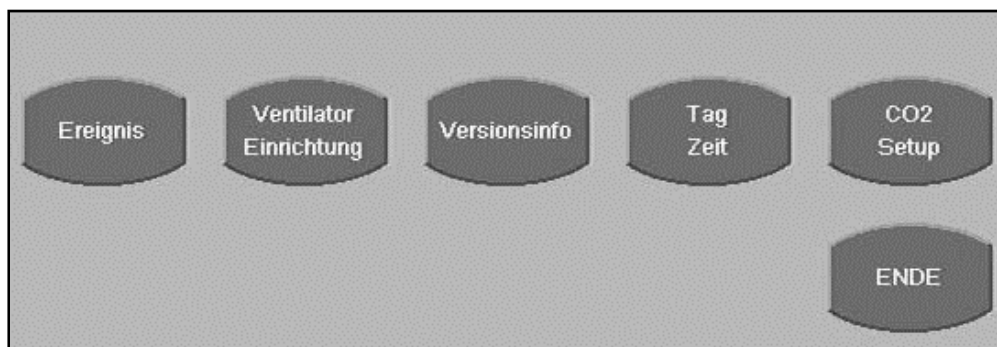 Ereignis
Ventilator
Einrichtung
Versionsinfo
Tag
Zeit
CO2
Setup
ENDE